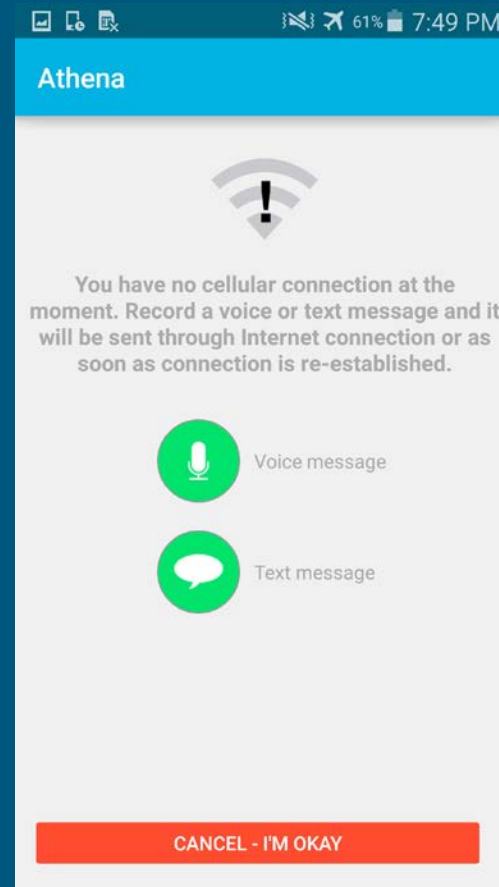 61% 7:49 PM
Athena
!
You have no cellular connection at the
moment. Record a voice or text message and it
will be sent through Internet connection or as
soon as connection is re-established.
Voice message
Text message
CANCEL - I'M OKAY